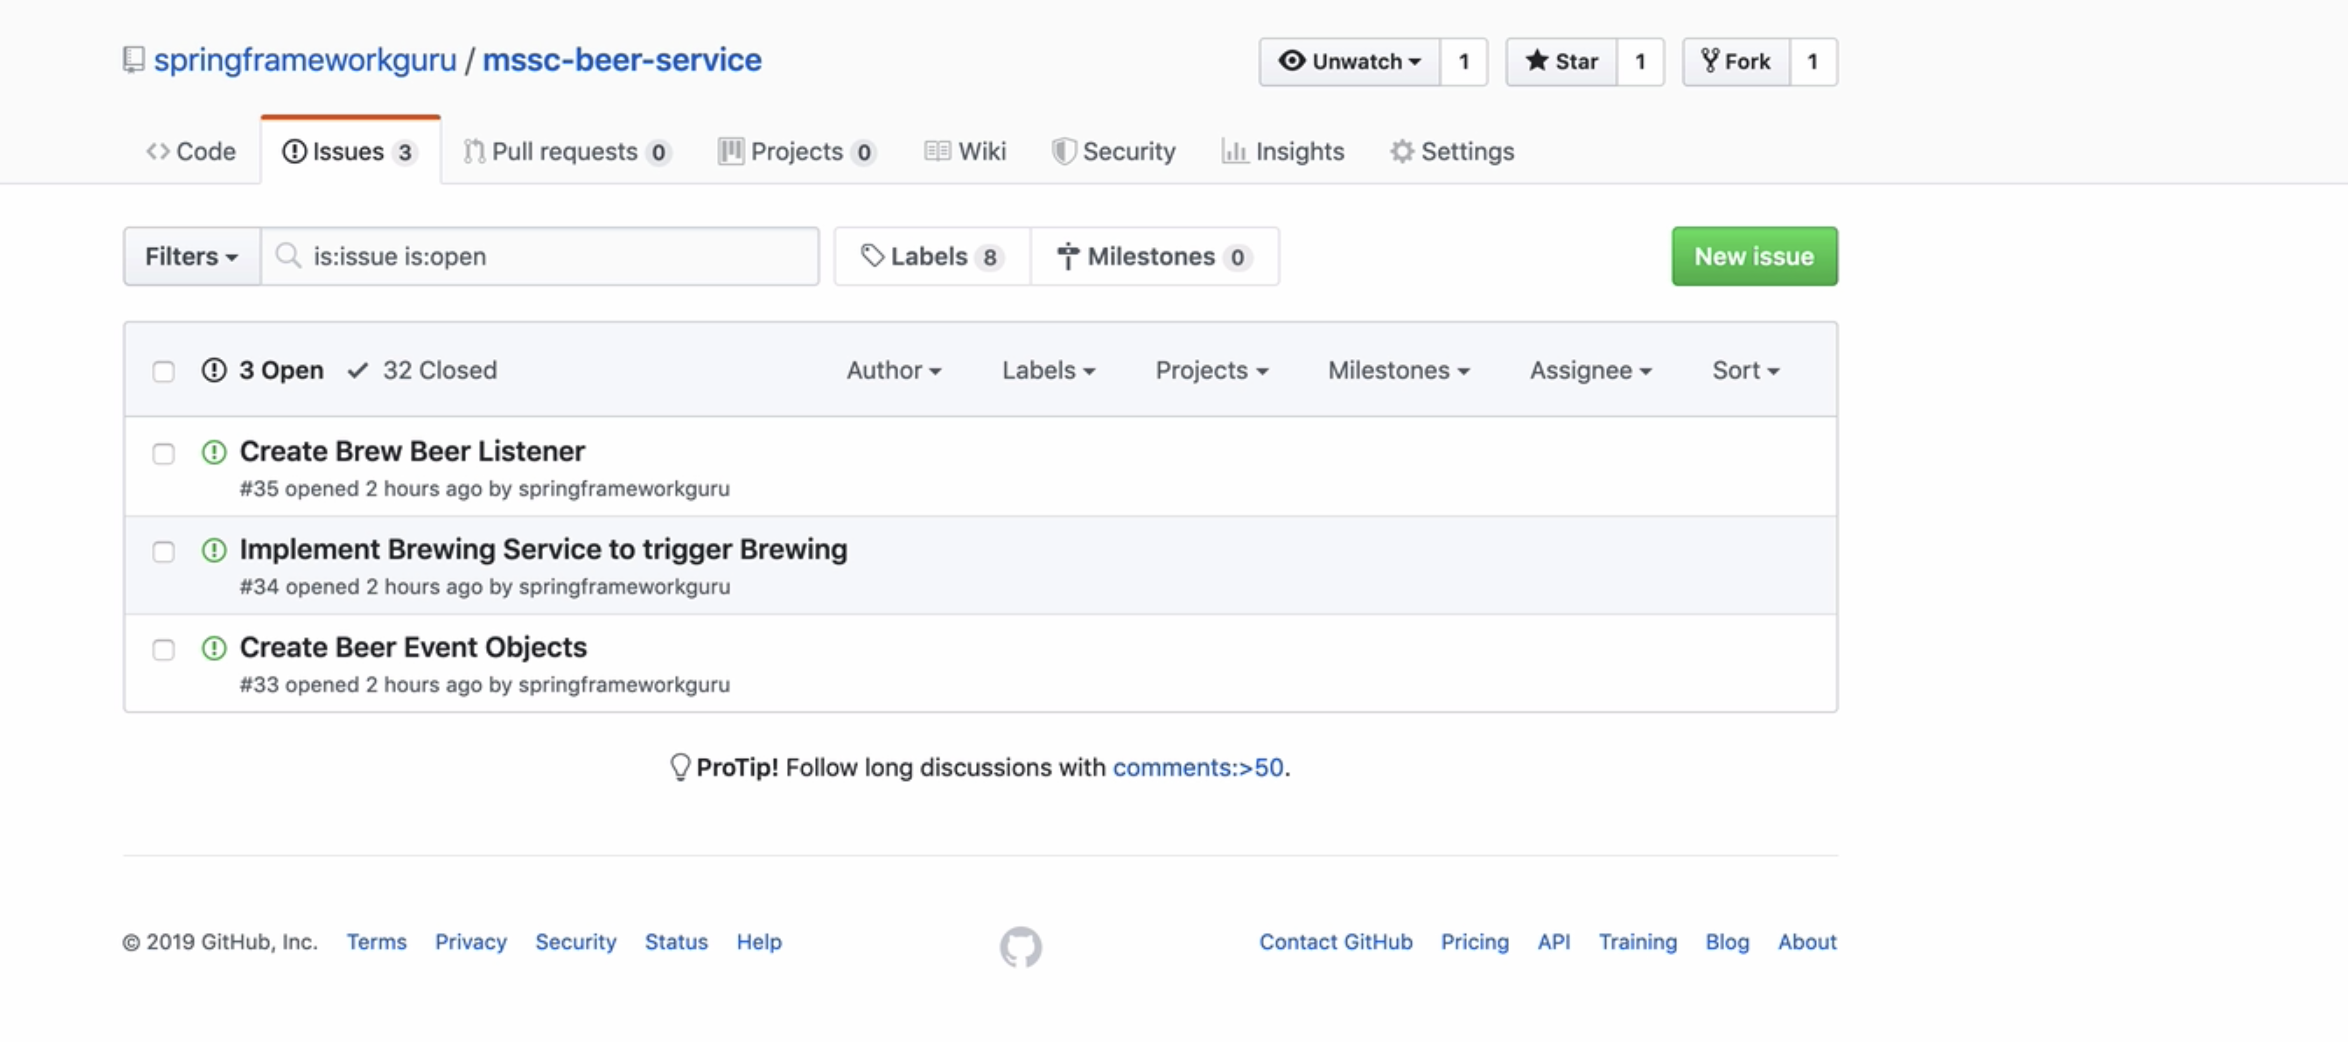 springframeworkguru / mssc-beer-service
Unwatch 1 Star 1 Fork 1
Code Issues 3 Pull requests 0 Projects 0 Wiki Security Insights Settings
Filters is:issue is:open Labels 8 Milestones 0 New issue
3 Open 32 Closed Author Labels Projects Milestones Assignee Sort
Create Brew Beer Listener
#35 opened 2 hours ago by springframeworkguru
Implement Brewing Service to trigger Brewing
#34 opened 2 hours ago by springframeworkguru
Create Beer Event Objects
#33 opened 2 hours ago by springframeworkguru
ProTip! Follow long discussions with comments:>50.
© 2019 GitHub, Inc. Terms Privacy Security Status Help Contact GitHub Pricing API Training Blog About